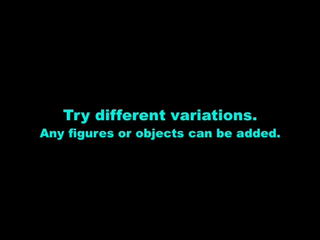 Try different variations.
Any figures or objects can be added.